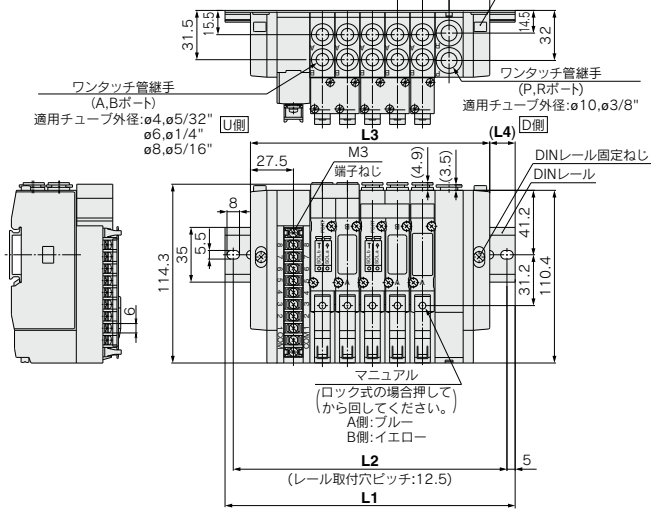 15.5
31.5
14.5
32
ワンタッチ管継手
(A,Bポート)
適用チューブ外径:ø4,ø5/32"
ø6,ø1/4"
ø8,ø5/16"
ワンタッチ管継手
(P,Rポート)
適用チューブ外径:ø10,ø3/8"
U側
D側
L3
(L4)
27.5
M3
端子ねじ
(4.9)
(3.5)
DINレール固定ねじ
DINレール
8
35
5.5
114.3
41.2
31.2
110.4
6
マニュアル
(ロック式の場合押して
から回してください。)
A側:ブルー
B側:イエロー
L2
5
(レール取付穴ピッチ:12.5)
L1